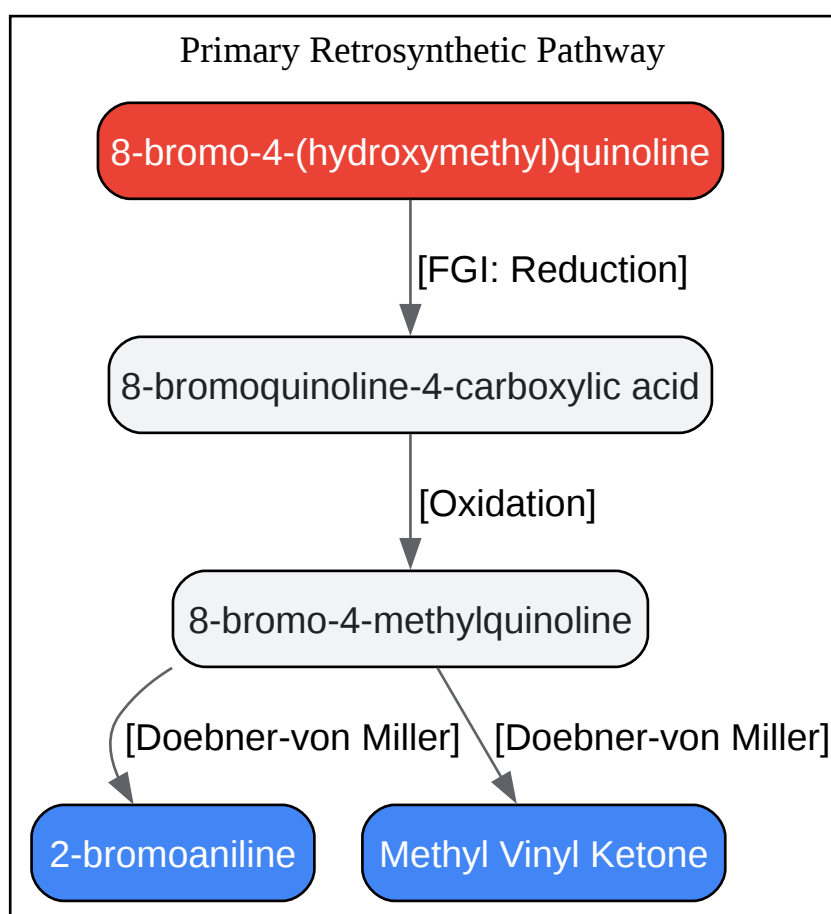 Primary Retrosynthetic Pathway
8-bromo-4-(hydroxymethyl)quinoline
[FGI: Reduction]
8-bromoquinoline-4-carboxylic acid
[Oxidation]
8-bromo-4-methylquinoline
[Doebner-von Miller] [Doebner-von Miller]
2-bromoaniline Methyl Vinyl Ketone